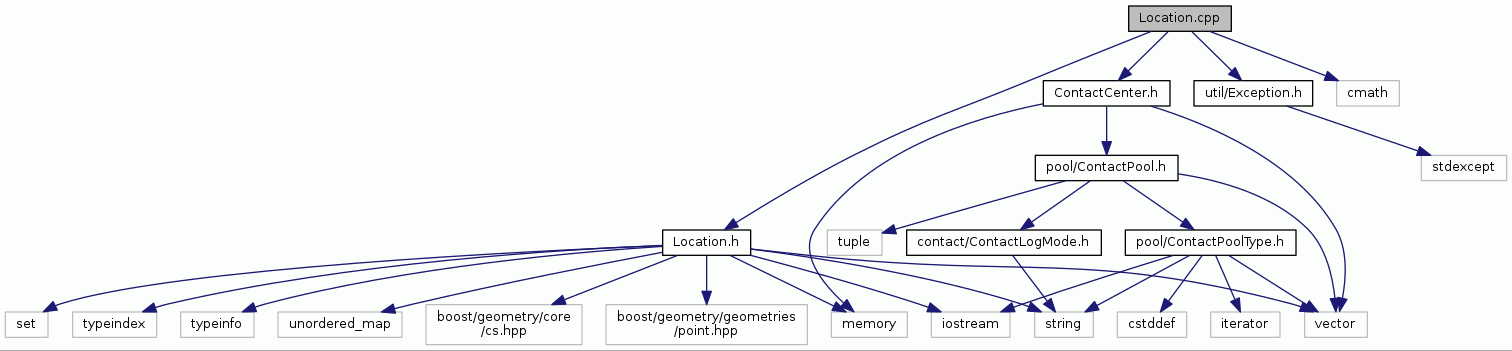 Location.cpp
ContactCenter.h
util/Exception.h
cmath
pool/ContactPool.h
stdexcept
Location.h
tuple
contact/ContactLogMode.h
pool/ContactPoolType.h
set
typeindex
typeinfo
unordered_map
boost/geometry/core
/cs.hpp
boost/geometry/geometries
/point.hpp
memory
iostream
string
cstddef
iterator
vector